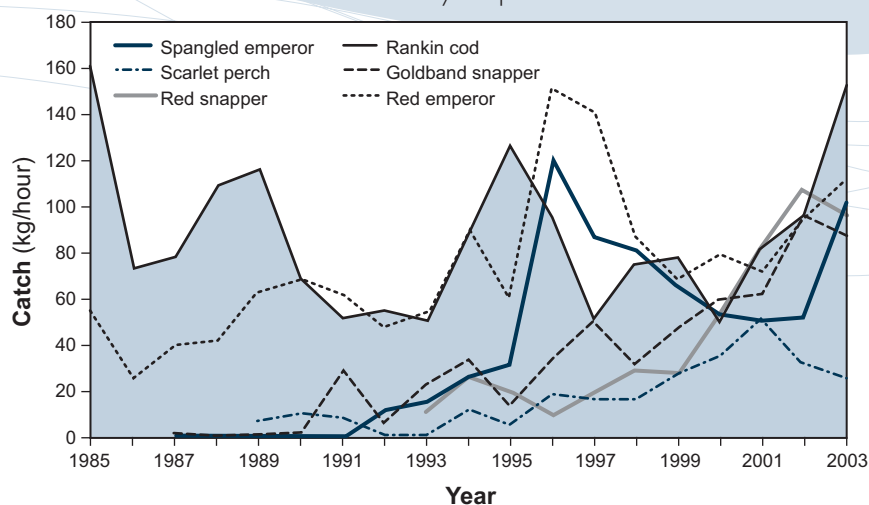 180
160
140
120
100
80
60
40
20
0
Catch (kg/hour)
Spangled emperor
Scarlet perch
Red snapper
Rankin cod
Goldband snapper
Red emperor
1985 1987 1989 1991 1993 1995 1997 1999 2001 2003
Year